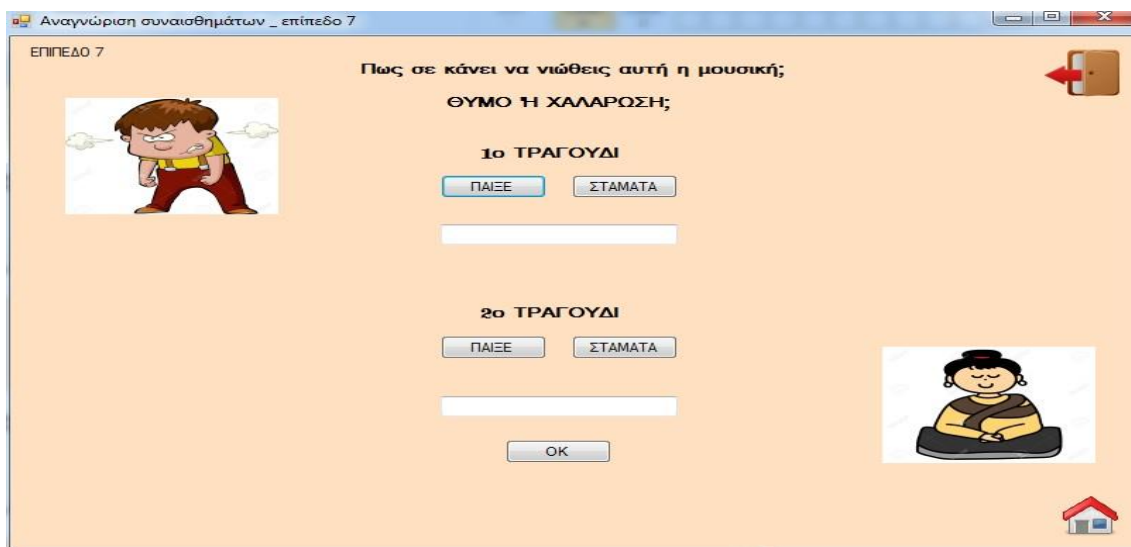 Αναγνώριση συναισθημάτων _ επίπεδο 7
ΕΠΙΠΕΔΟ 7
Πως σε κάνει να νιώθεις αυτή η μουσική;
ΘΥΜΟ Ή ΧΑΛΑΡΩΣΗ;
1ο ΤΡΑΓΟΥΔΙ
ΠΑΙΞΕ ΣΤΑΜΑΤΑ
2ο ΤΡΑΓΟΥΔΙ
ΠΑΙΞΕ ΣΤΑΜΑΤΑ
OK